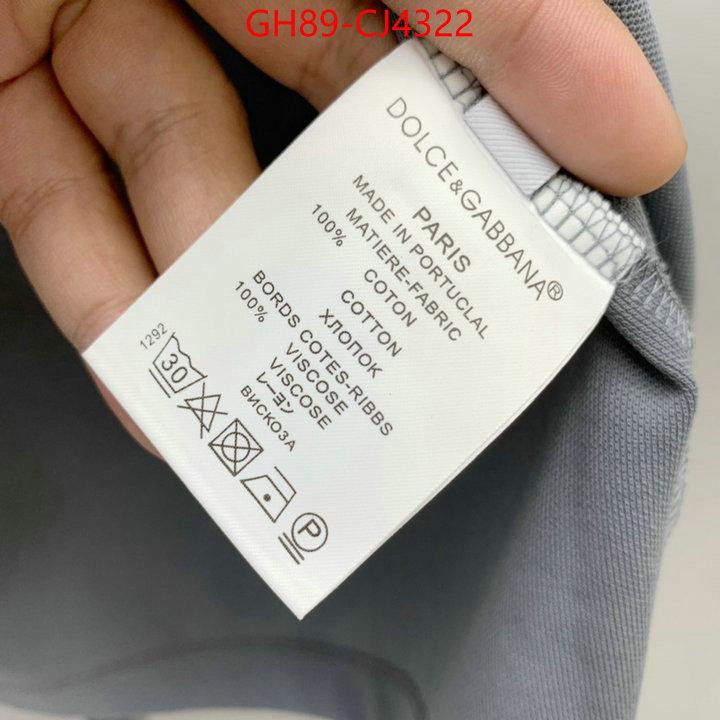 GH89-CJ4322
DOLCE&GABBANA®
PARIS
MADE IN PORTUCLAL
MATIERE-FABRIC
100% COTON
COTTON
ХЛОПОК
BORDS COTES-RIBBS
100% VISCOSE
VISCOSE
レーヨン
ВИСКОЗА
1292
30
P